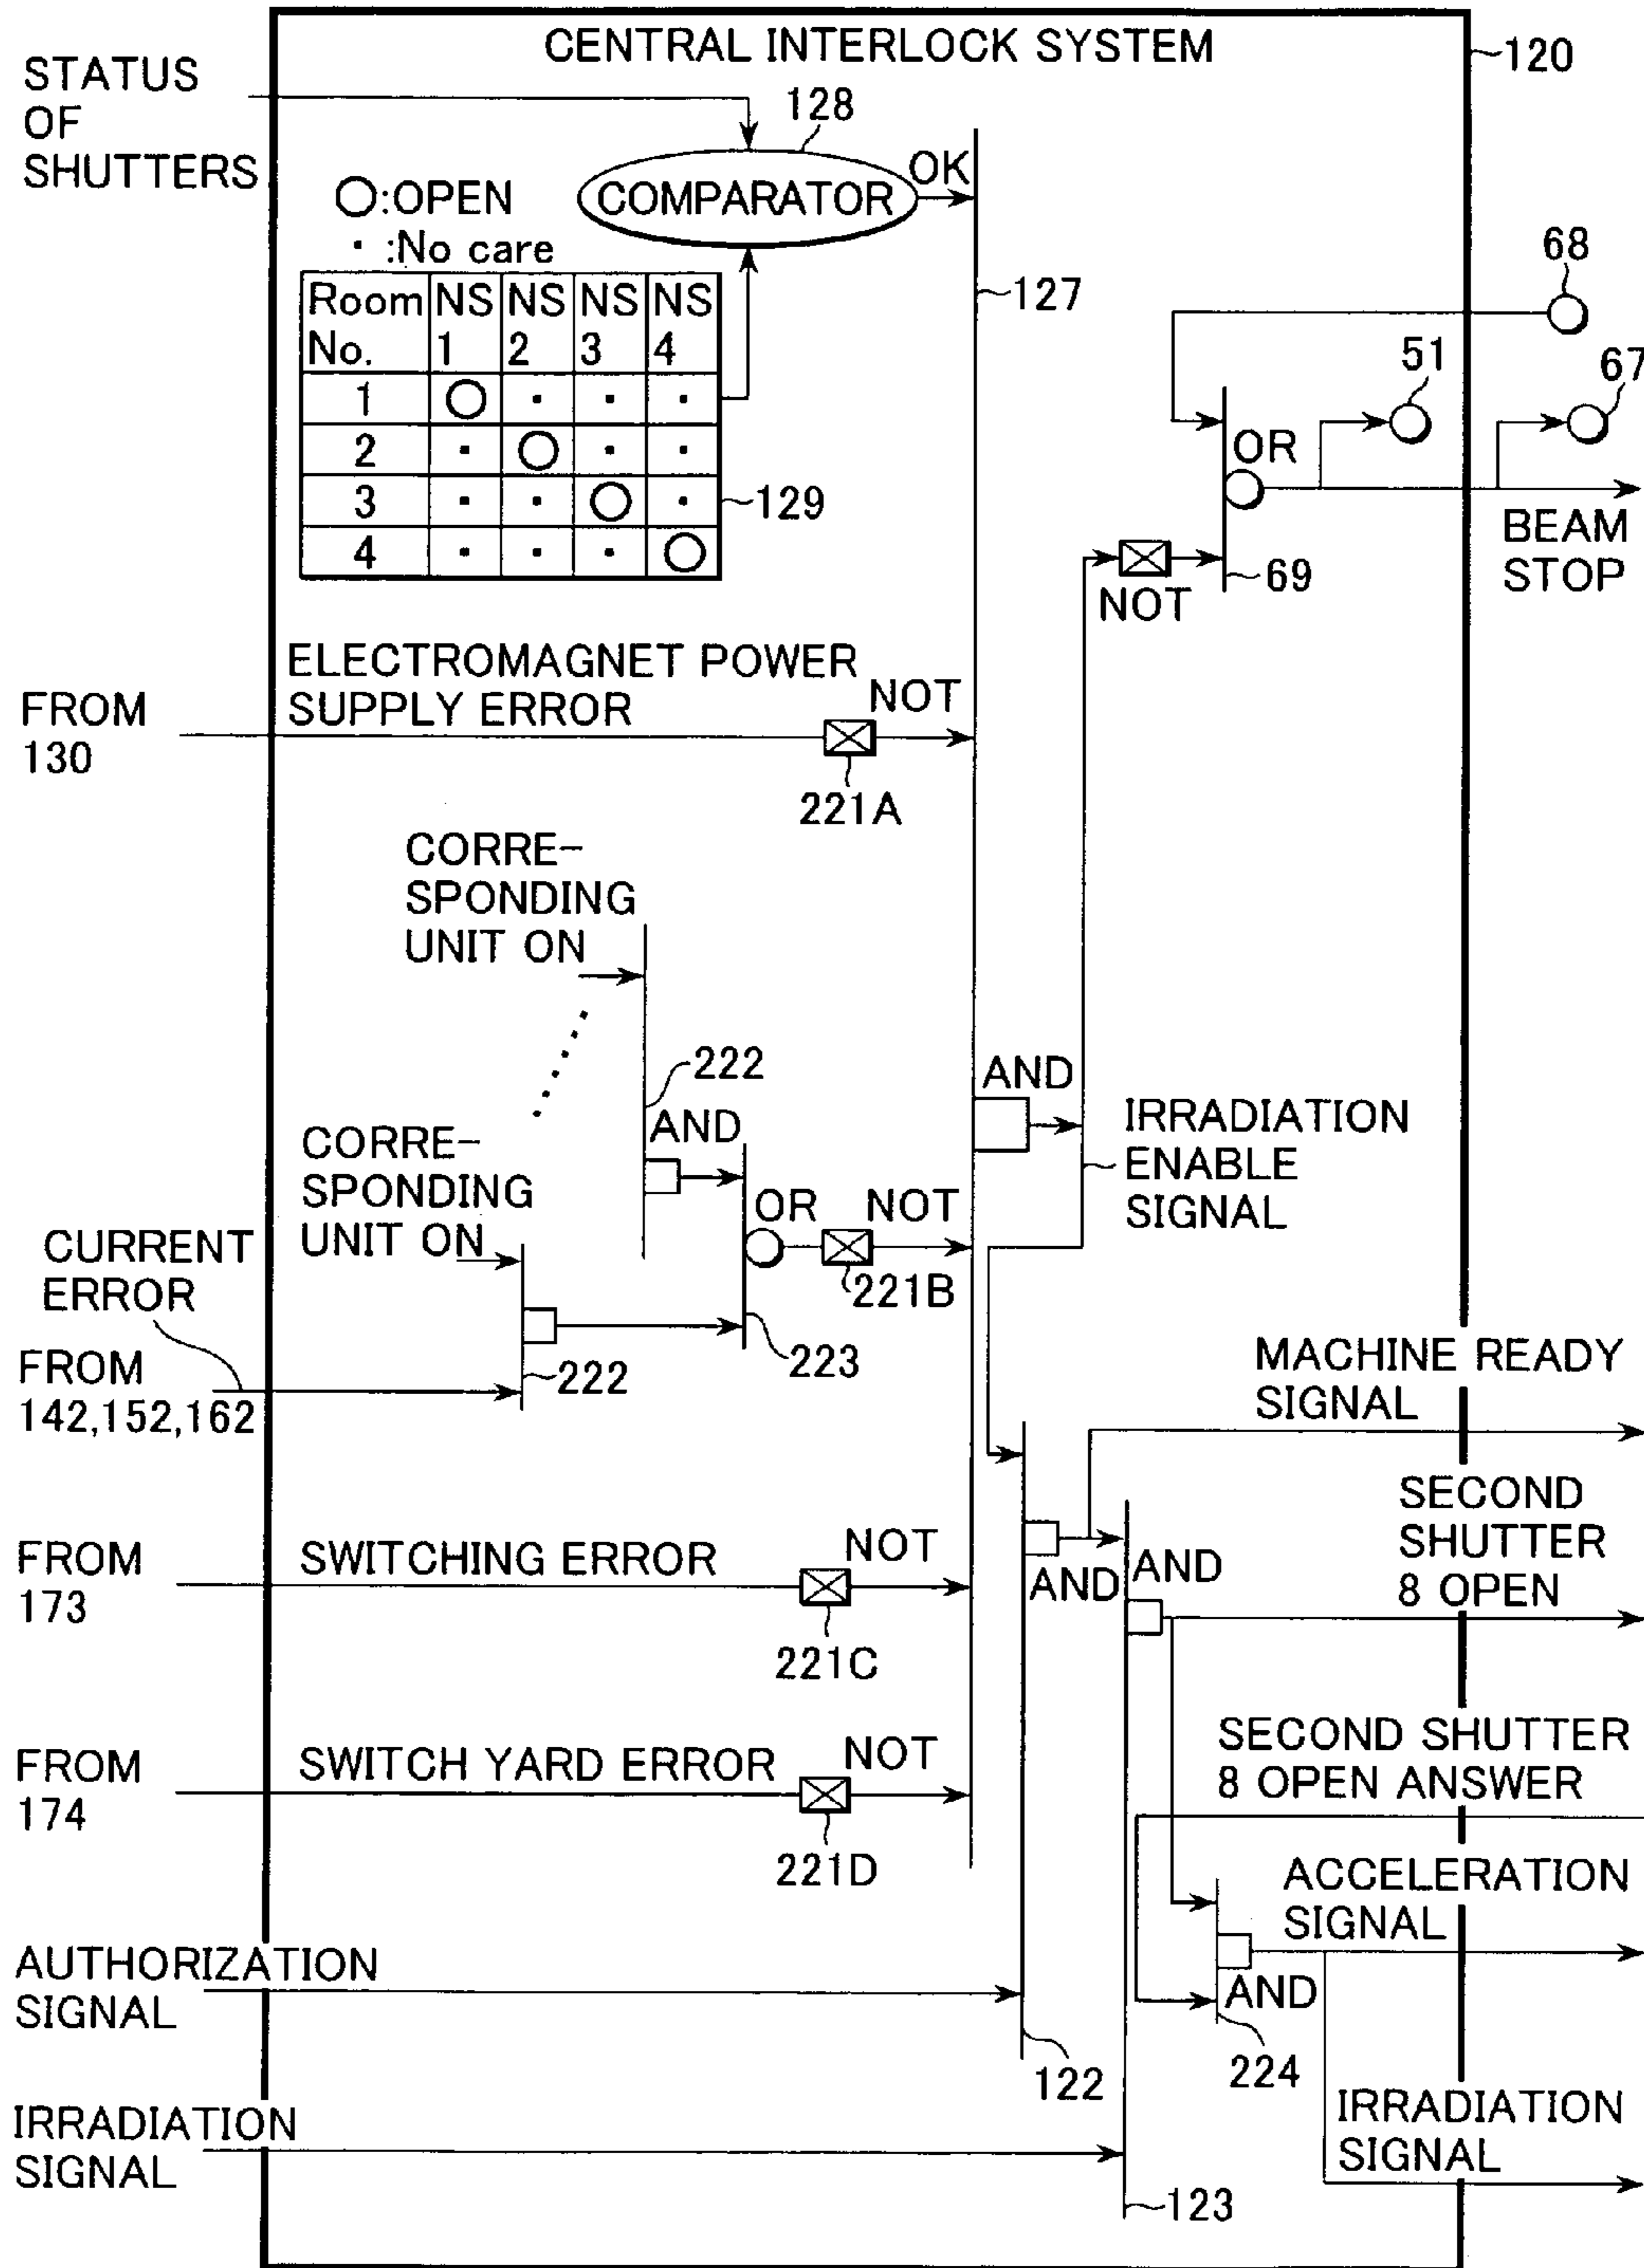 CENTRAL INTERLOCK SYSTEM
120
STATUS
OF
SHUTTERS
128
COMPARATOR
OK
○:OPEN
·:No care
Room No. NS 1 NS 2 NS 3 NS 4
1 ○ · · ·
2 · ○ · ·
3 · · ○ ·
4 · · · ○
129
127
68
51
67
OR
BEAM
STOP
NOT
69
FROM
130
ELECTROMAGNET POWER
SUPPLY ERROR
NOT
221A
CORRE-
SPONDING
UNIT ON
222
AND
CORRE-
SPONDING
UNIT ON
OR
NOT
221B
223
222
CURRENT
ERROR
FROM
142,152,162
AND
IRRADIATION
ENABLE
SIGNAL
MACHINE READY
SIGNAL
FROM
173
SWITCHING ERROR
NOT
221C
AND
AND
SECOND
SHUTTER
8 OPEN
FROM
174
SWITCH YARD ERROR
NOT
221D
SECOND SHUTTER
8 OPEN ANSWER
ACCELERATION
SIGNAL
AND
224
AUTHORIZATION
SIGNAL
122
IRRADIATION
SIGNAL
IRRADIATION
SIGNAL
123